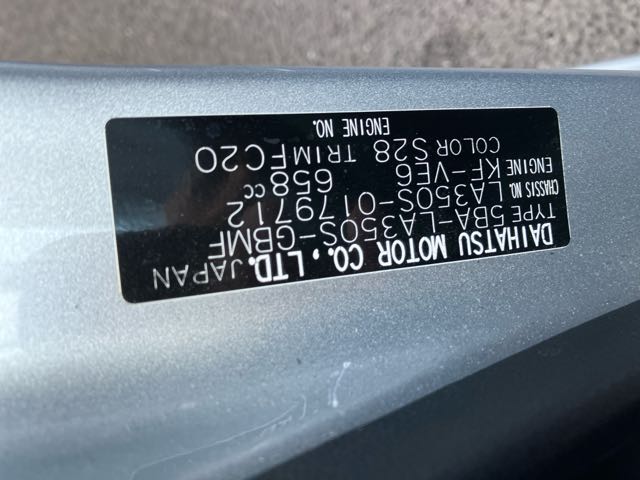 DAIHATSU MOTOR CO., LTD. JAPAN
TYPE 5BA-LA350S-GBMF
CHASSIS NO. LA350S-0179712
ENGINE KF-VE6 658cc
COLOR S28 TRIM FC20
ENGINE NO.